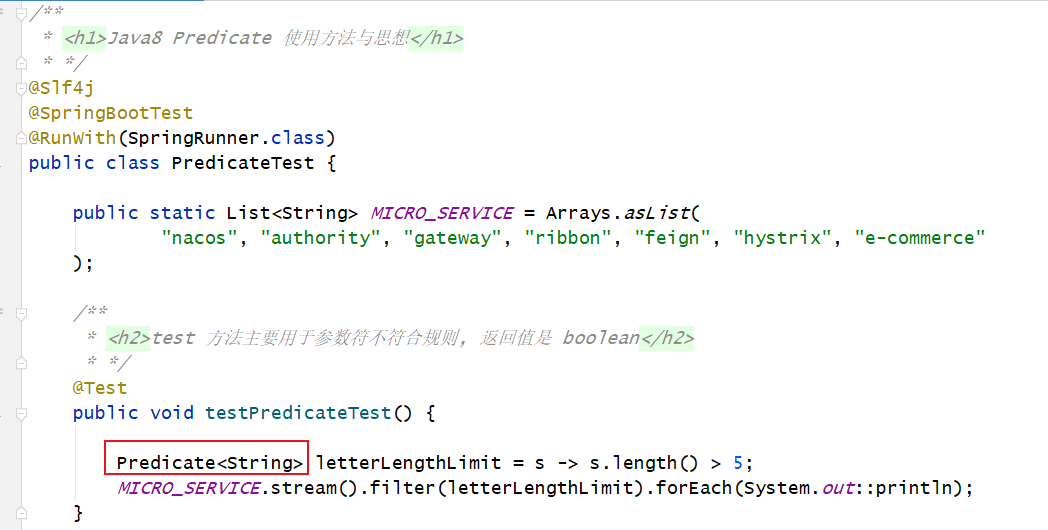 /**
 * <h1>Java8 Predicate 使用方法与思想</h1>
 * */
@Slf4j
@SpringBootTest
@RunWith(SpringRunner.class)
public class PredicateTest {
    public static List<String> MICRO_SERVICE = Arrays.asList(
            "nacos", "authority", "gateway", "ribbon", "feign", "hystrix", "e-commerce"
    );
    /**
     * <h2>test 方法主要用于参数符不符合规则, 返回值是 boolean</h2>
     * */
    @Test
    public void testPredicateTest() {
        Predicate<String> letterLengthLimit = s -> s.length() > 5;
        MICRO_SERVICE.stream().filter(letterLengthLimit).forEach(System.out::println);
    }